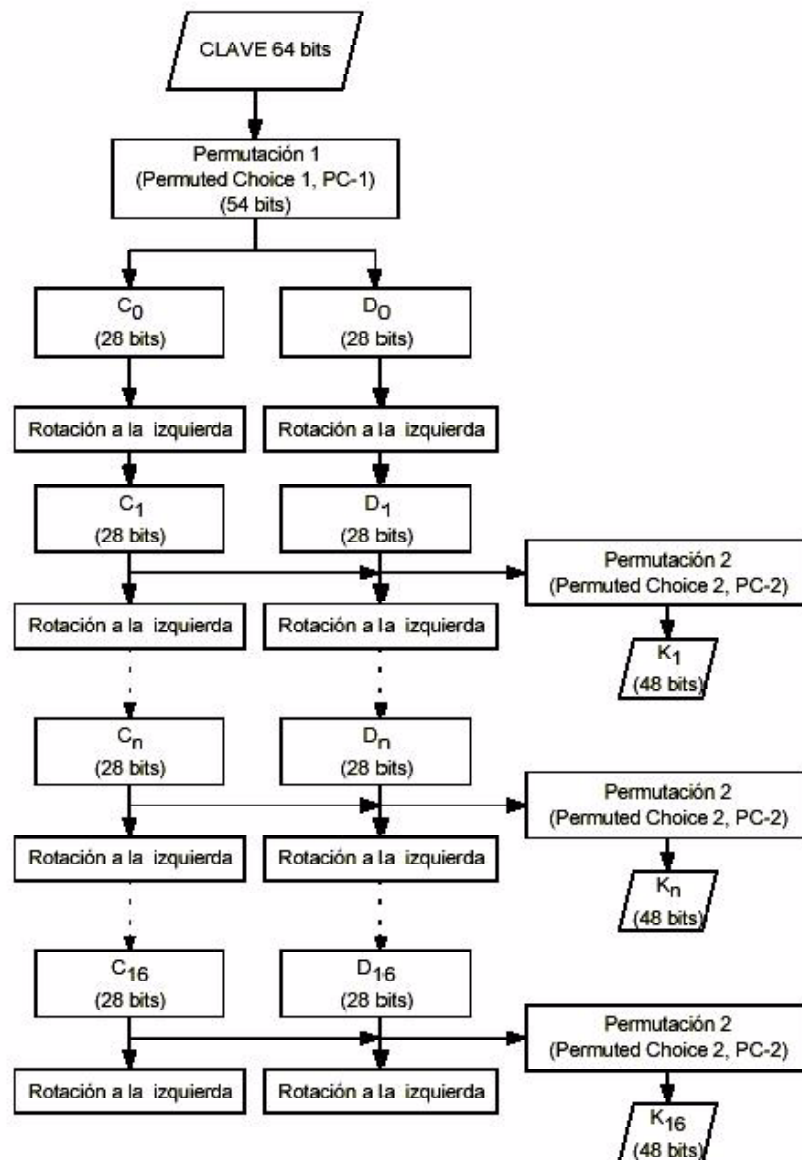 CLAVE 64 bits
Permutación 1
(Permuted Choice 1, PC-1)
(54 bits)
C0
(28 bits)
D0
(28 bits)
Rotación a la izquierda
Rotación a la izquierda
C1
(28 bits)
D1
(28 bits)
Permutación 2
(Permuted Choice 2, PC-2)
Rotación a la izquierda
Rotación a la izquierda
K1
(48 bits)
Cn
(28 bits)
Dn
(28 bits)
Permutación 2
(Permuted Choice 2, PC-2)
Rotación a la izquierda
Rotación a la izquierda
Kn
(48 bits)
C16
(28 bits)
D16
(28 bits)
Permutación 2
(Permuted Choice 2, PC-2)
Rotación a la izquierda
Rotación a la izquierda
K16
(48 bits)